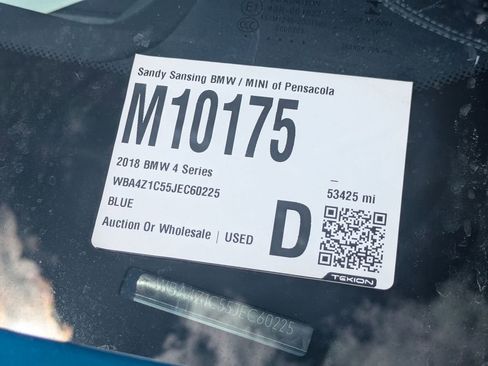 Sandy Sansing BMW / MINI of Pensacola
M10175
2018 BMW 4 Series
WBA4Z1C55JEC60225
53425 mi
BLUE
Auction Or Wholesale | USED
D
TEKION
WBA4Z1C55JEC60225